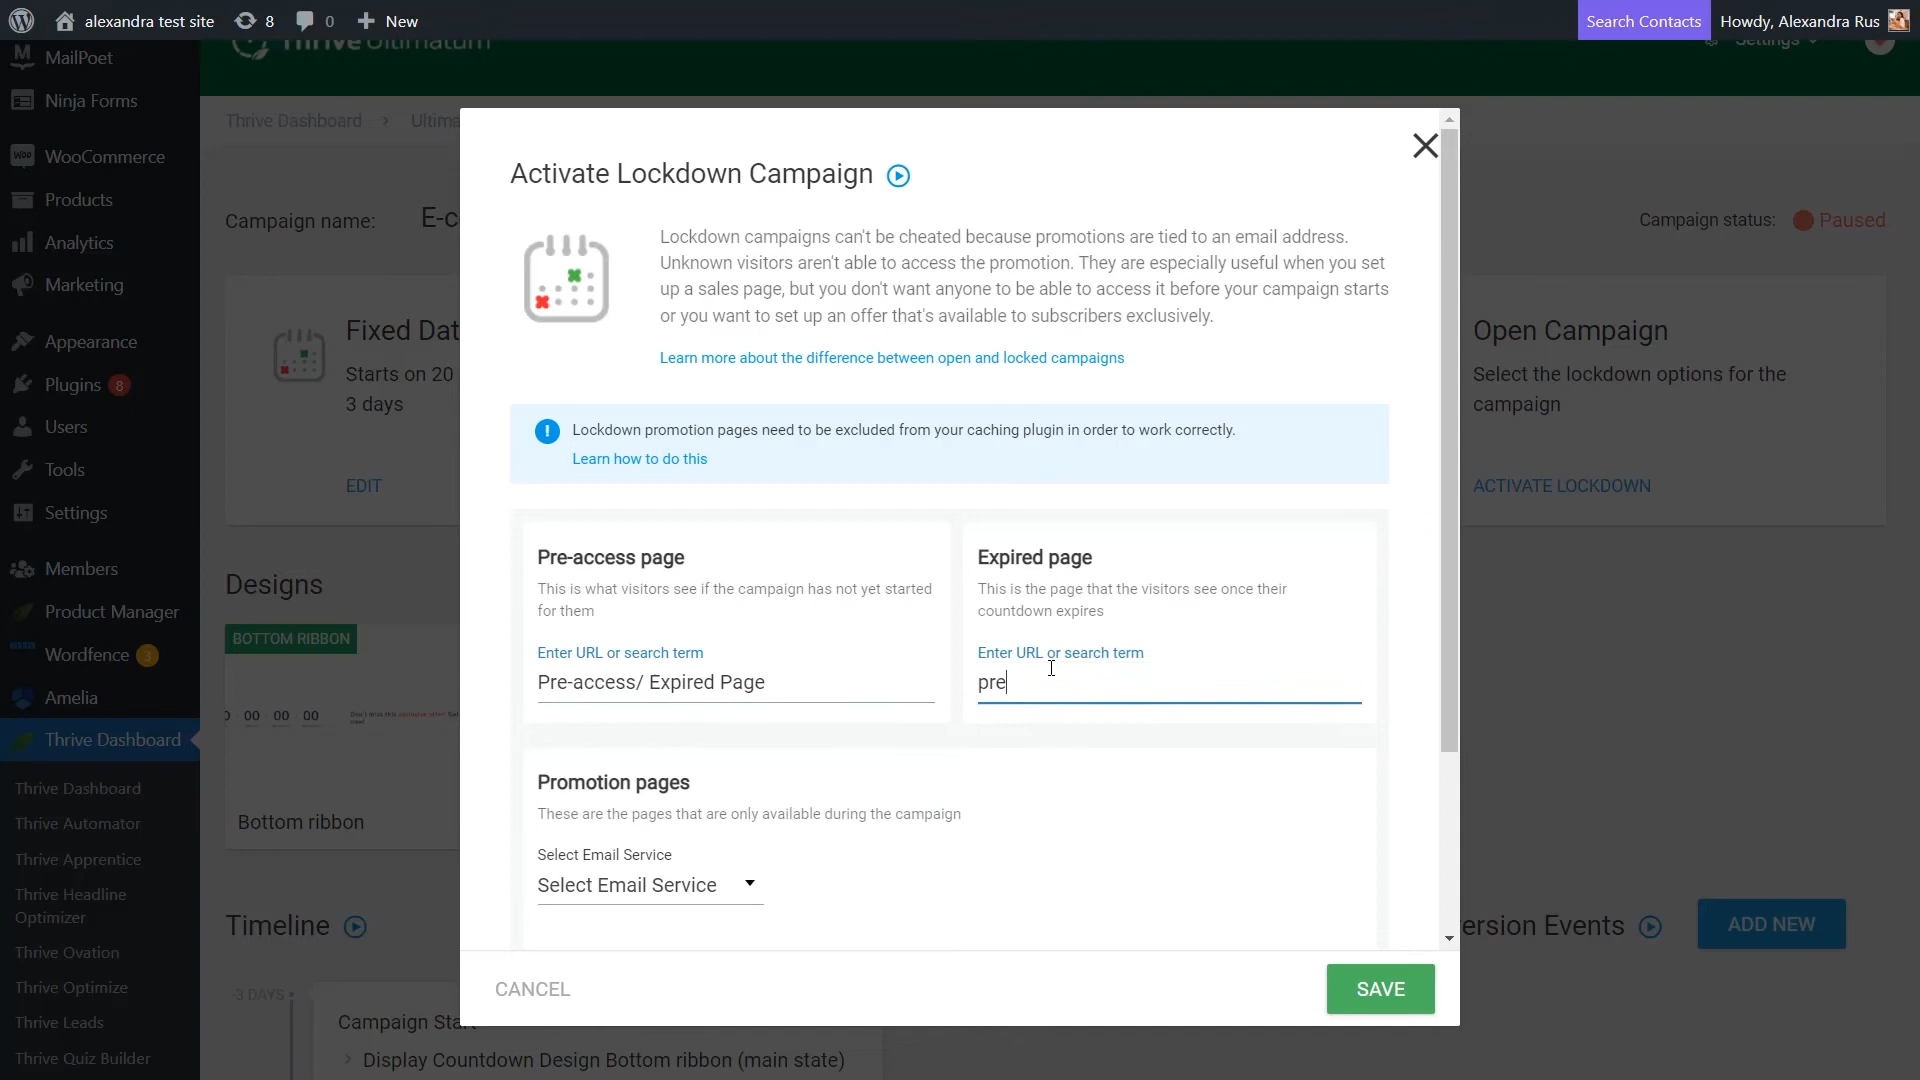 alexandra test site
8
0
New
Search Contacts
Howdy, Alexandra Rus
MailPoet
Ninja Forms
WooCommerce
Products
Analytics
Marketing
Appearance
Plugins 8
Users
Tools
Settings
Members
Product Manager
Wordfence 3
Amelia
Thrive Dashboard
Thrive Dashboard
Thrive Automator
Thrive Apprentice
Thrive Headline
Optimizer
Thrive Ovation
Thrive Optimize
Thrive Leads
Thrive Quiz Builder
Thrive Ultimatum
Settings
Thrive Dashboard > Ultima
Campaign name: E-c
Campaign status: Paused
Fixed Dat
Starts on 20
3 days
EDIT
Open Campaign
Select the lockdown options for the
campaign
ACTIVATE LOCKDOWN
Designs
BOTTOM RIBBON
00 00 00
Bottom ribbon
Timeline
ersion Events
ADD NEW
-3 DAYS
Campaign Sta
> Display Countdown Design Bottom ribbon (main state)
Activate Lockdown Campaign
Lockdown campaigns can't be cheated because promotions are tied to an email address.
Unknown visitors aren't able to access the promotion. They are especially useful when you set
up a sales page, but you don't want anyone to be able to access it before your campaign starts
or you want to set up an offer that's available to subscribers exclusively.
Learn more about the difference between open and locked campaigns
Lockdown promotion pages need to be excluded from your caching plugin in order to work correctly.
Learn how to do this
Pre-access page
This is what visitors see if the campaign has not yet started
for them
Enter URL or search term
Pre-access/ Expired Page
Expired page
This is the page that the visitors see once their
countdown expires
Enter URL or search term
pre
Promotion pages
These are the pages that are only available during the campaign
Select Email Service
Select Email Service
CANCEL
SAVE